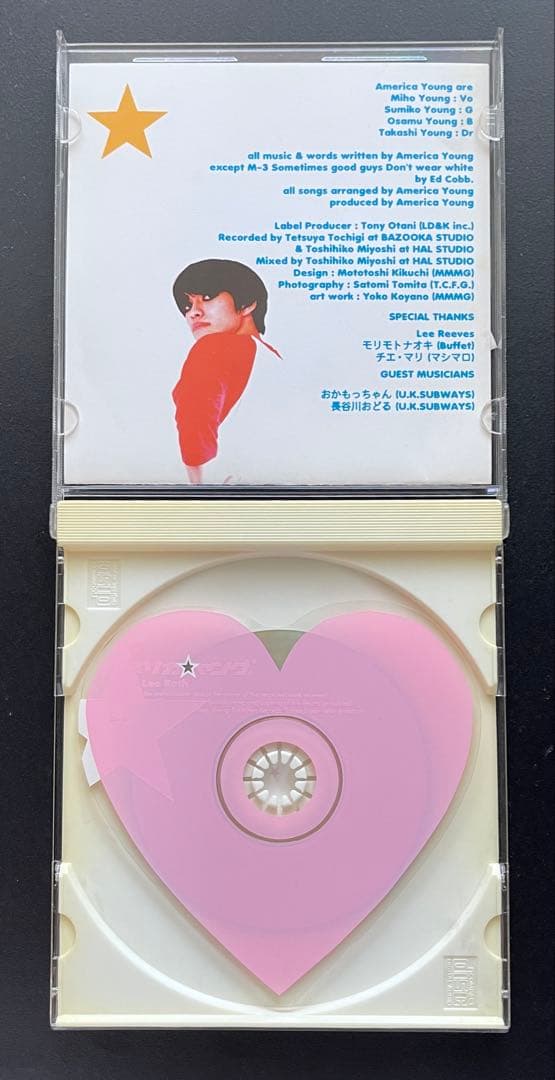 America Young are
Miho Young : Vo
Sumiko Young : G
Osamu Young : B
Takashi Young : Dr
all music & words written by America Young
except M-3 Sometimes good guys Don't wear white
by Ed Cobb.
all songs arranged by America Young
produced by America Young
Label Producer : Tony Otani (LD&K inc.)
Recorded by Tetsuya Tochigi at BAZOOKA STUDIO
& Toshihiko Miyoshi at HAL STUDIO
Mixed by Toshihiko Miyoshi at HAL STUDIO
Design : Mototoshi Kikuchi (MMMG)
Photography : Satomi Tomita (T.C.F.G.)
art work : Yoko Koyano (MMMG)
SPECIAL THANKS
Lee Reeves
モリモトナオキ (Buffet)
チエ・マリ (マシマロ)
GUEST MUSICIANS
おかもっちゃん (U.K.SUBWAYS)
長谷川おどる (U.K.SUBWAYS)